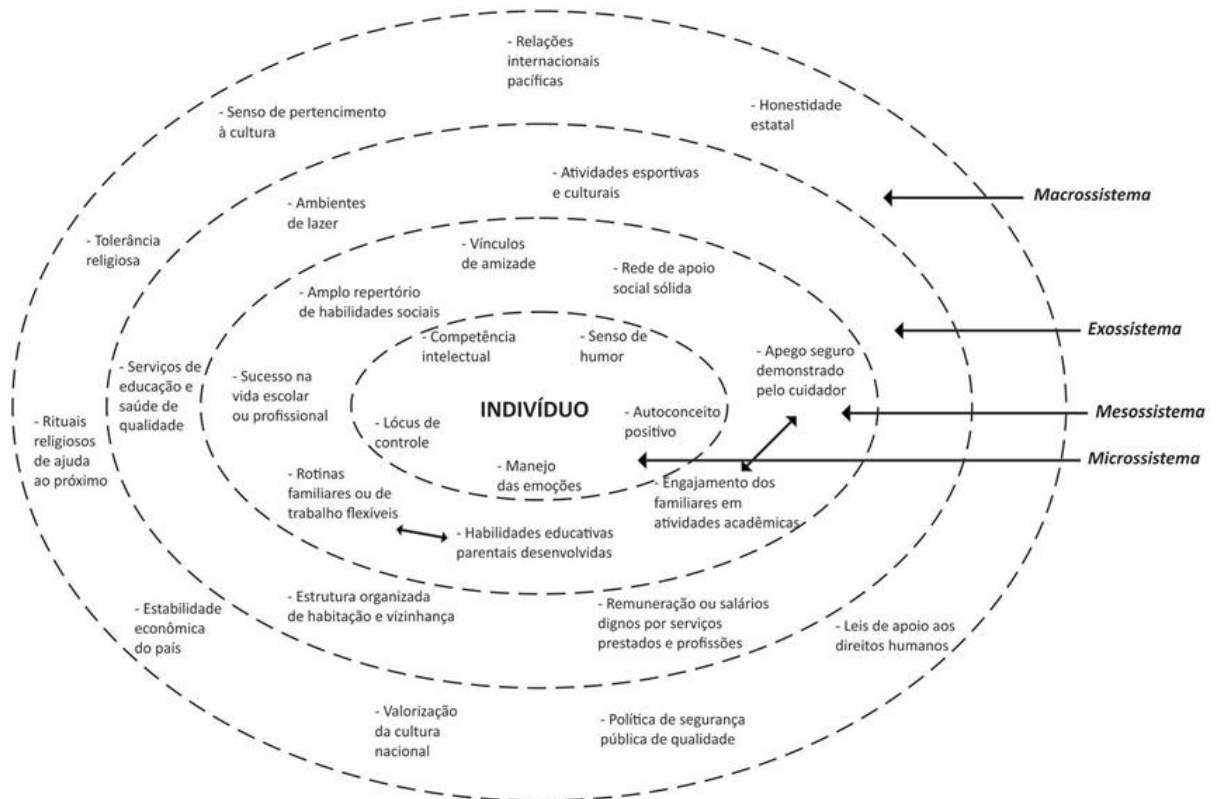 - Relações
internacionais
pacíficas
- Senso de pertencimento
à cultura
- Honestidade
estatal
- Atividades esportivas
e culturais
- Ambientes
de lazer
Macrossistema
- Tolerância
religiosa
- Vínculos
de amizade
- Rede de apoio
social sólida
- Amplo repertório
de habilidades sociais
- Competência
intelectual
- Senso de
humor
Exossistema
- Apego seguro
demonstrado
pelo cuidador
- Serviços de
educação e
saúde de
qualidade
- Sucesso na
vida escolar
ou profissional
INDIVÍDUO
- Autoconceito
positivo
Mesossistema
- Rituais
religiosos
de ajuda
ao próximo
- Lócus de
controle
Microssistema
- Manejo
das emoções
- Rotinas
familiares ou de
trabalho flexíveis
- Engajamento dos
familiares em
atividades acadêmicas
- Habilidades educativas
parentais desenvolvidas
- Estrutura organizada
de habitação e vizinhança
- Remuneração ou salários
dignos por serviços
prestados e profissões
- Estabilidade
econômica
do país
- Leis de apoio aos
direitos humanos
- Valorização
da cultura
nacional
- Política de segurança
pública de qualidade